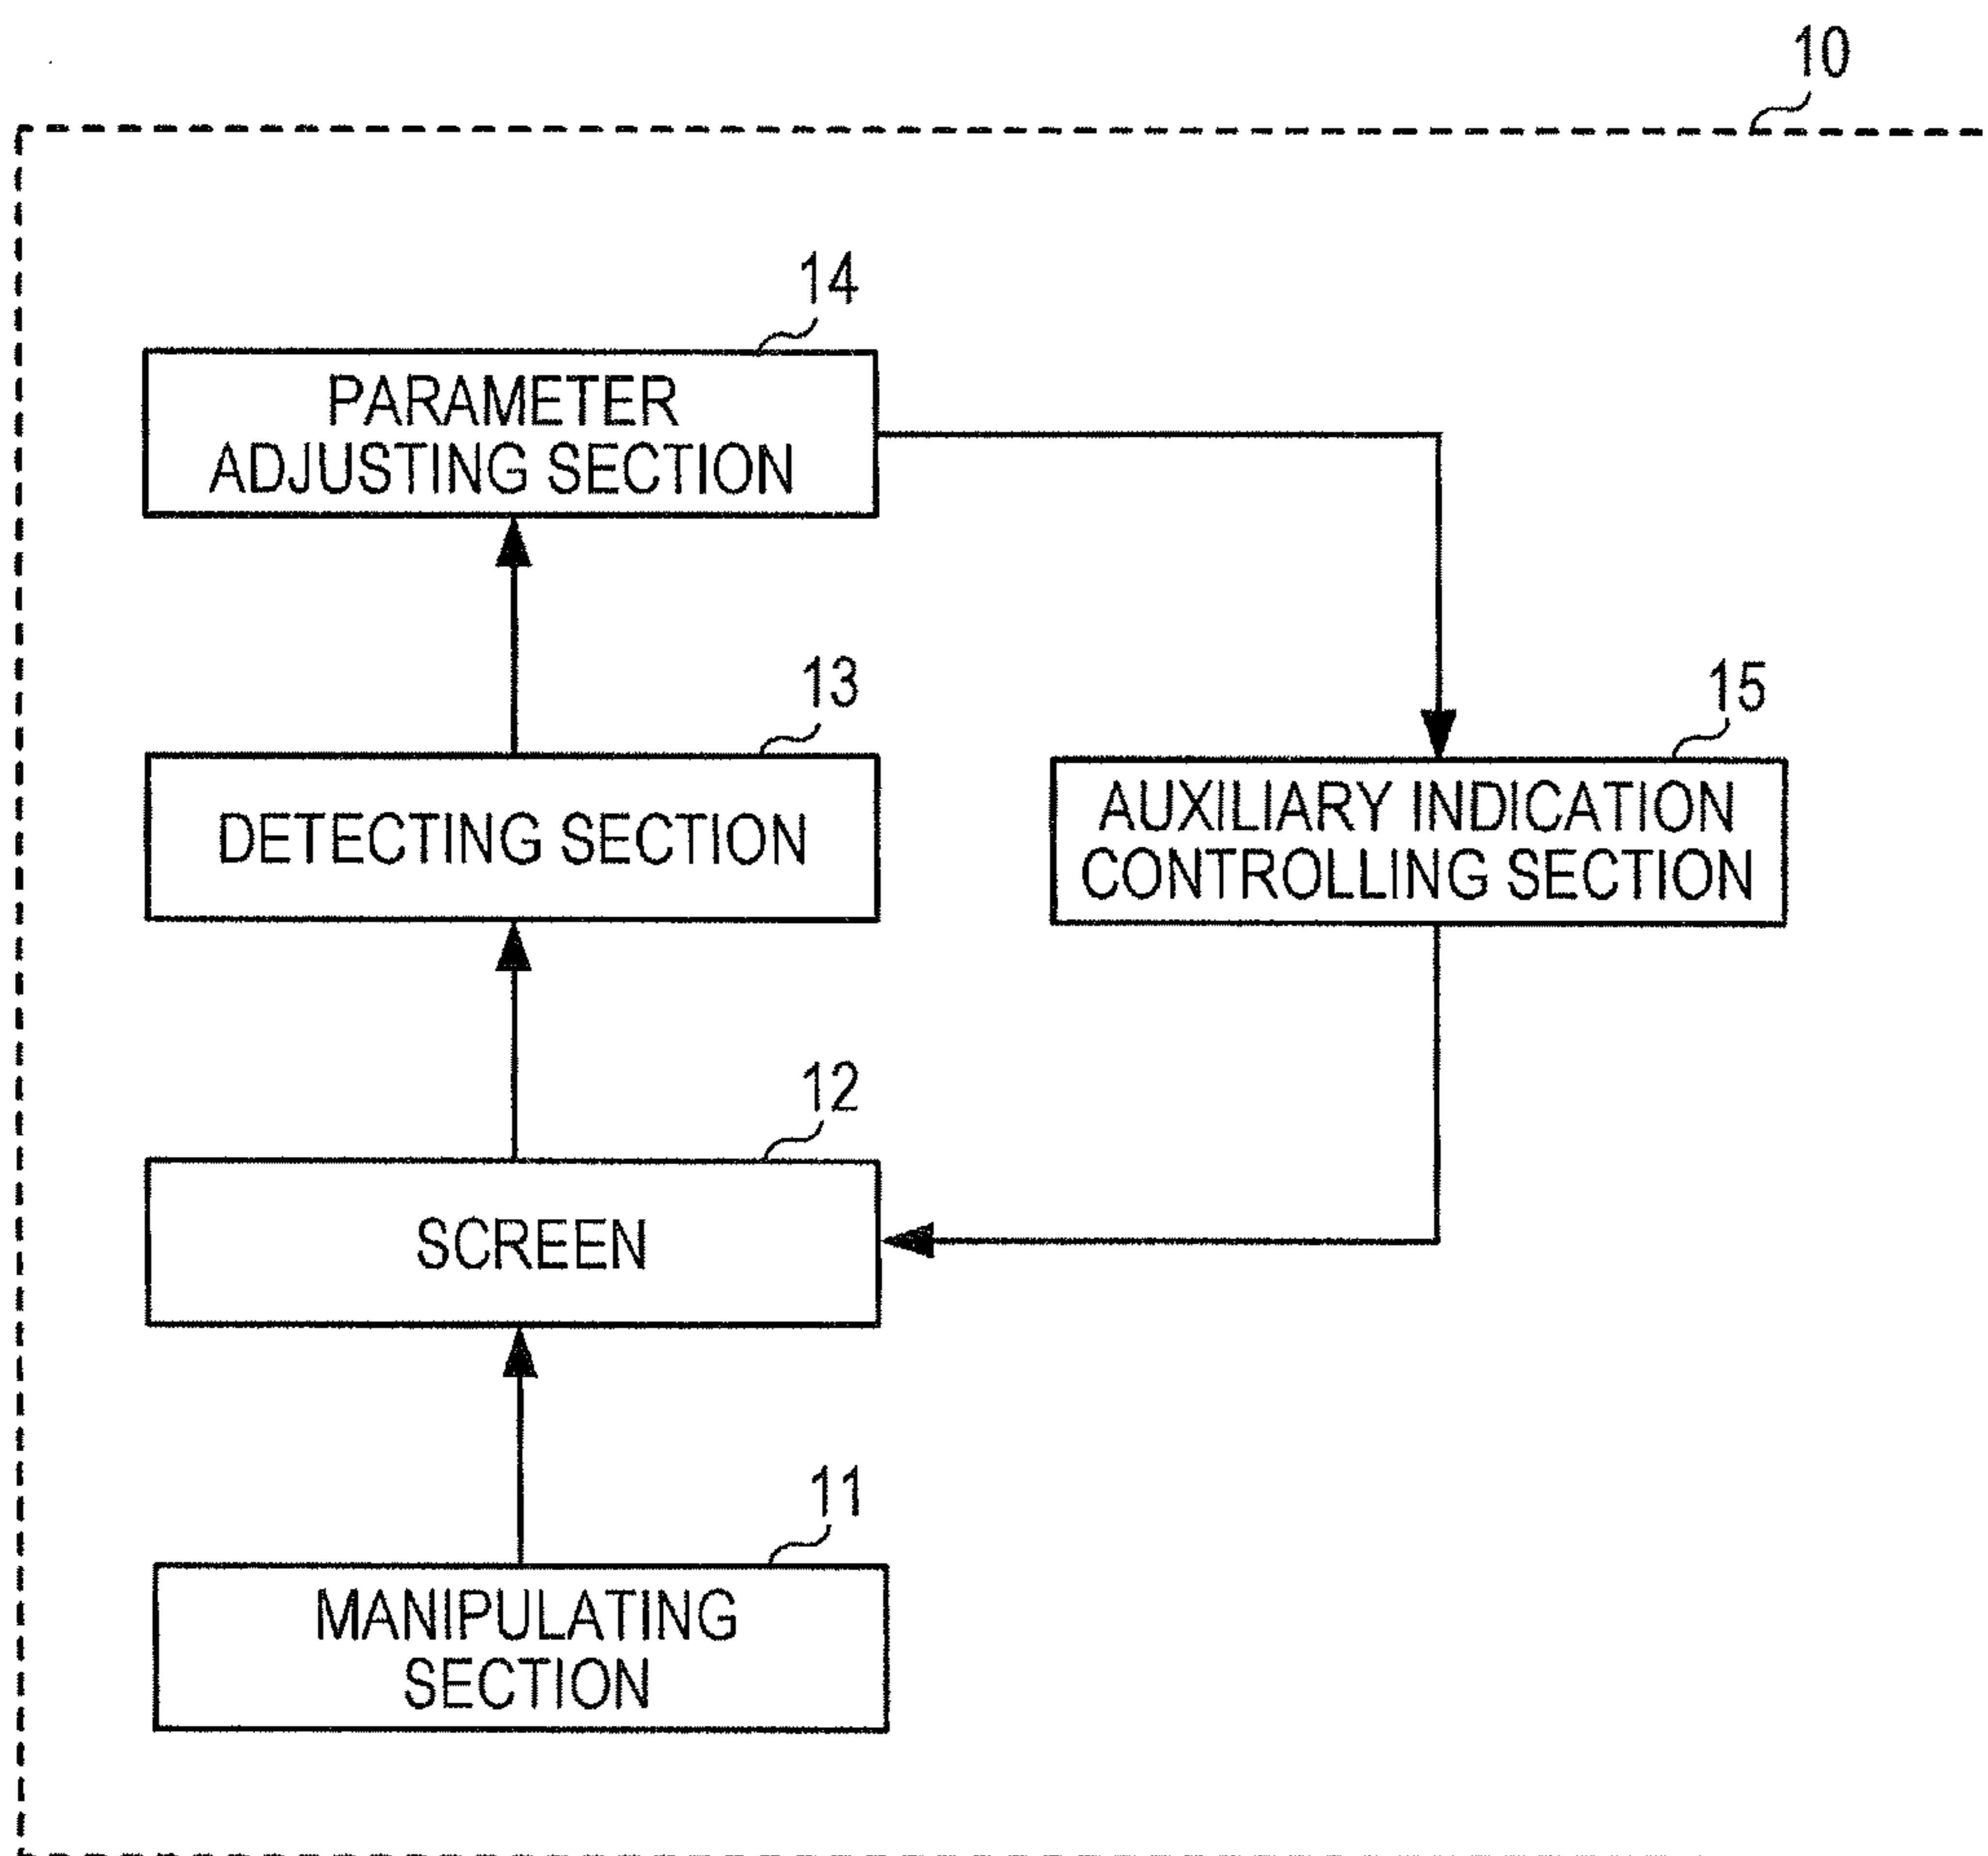 10
14
PARAMETER
ADJUSTING SECTION
13
DETECTING SECTION
15
AUXILIARY INDICATION
CONTROLLING SECTION
12
SCREEN
11
MANIPULATING
SECTION